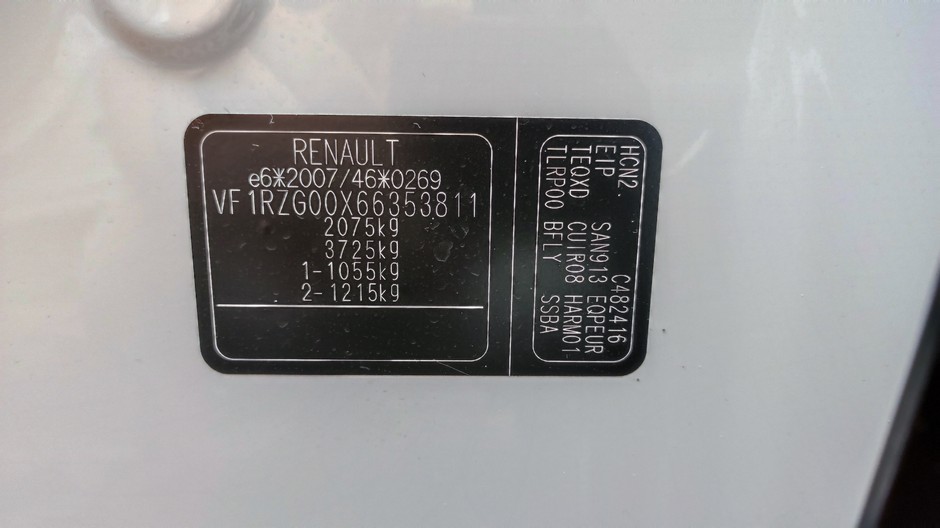 RENAULT
e6*2007/46*0269
VF1RZG00X66353811
2075kg
3725kg
1-1055kg
2-1215kg
HCN2 C482416
EIP SAN913 EQPEUR
TEQXD CUIR08 HARM01
TLRP00 BFLY SSBA